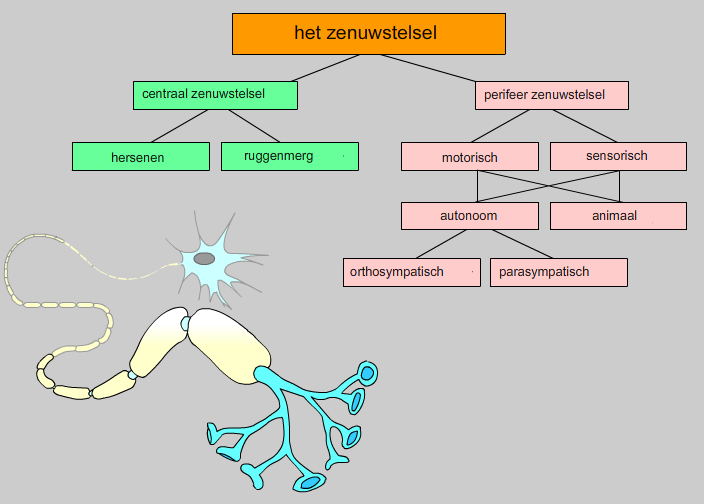 het zenuwstelsel
centraal zenuwstelsel
perifeer zenuwstelsel
hersenen
ruggenmerg
motorisch
sensorisch
autonoom
animaal
orthosympatisch
parasympatisch